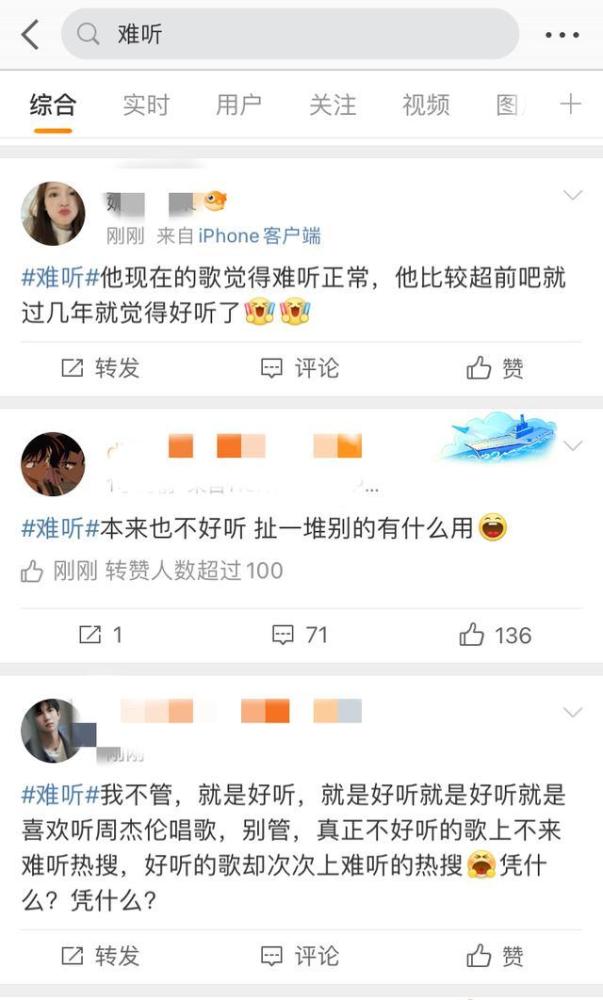 难听
综合 实时 用户 关注 视频 图
刚刚 来自 iPhone客户端
#难听#他现在的歌觉得难听正常，他比较超前吧就
过几年就觉得好听了
转发 评论 赞
#难听#本来也不好听 扯一堆别的有什么用
刚刚 转赞人数超过100
1 71 136
刚刚
#难听#我不管，就是好听，就是好听就是好听就是
喜欢听周杰伦唱歌，别管，真正不好听的歌上不来
难听热搜，好听的歌却次次上难听的热搜凭什
么？凭什么？
转发 评论 赞